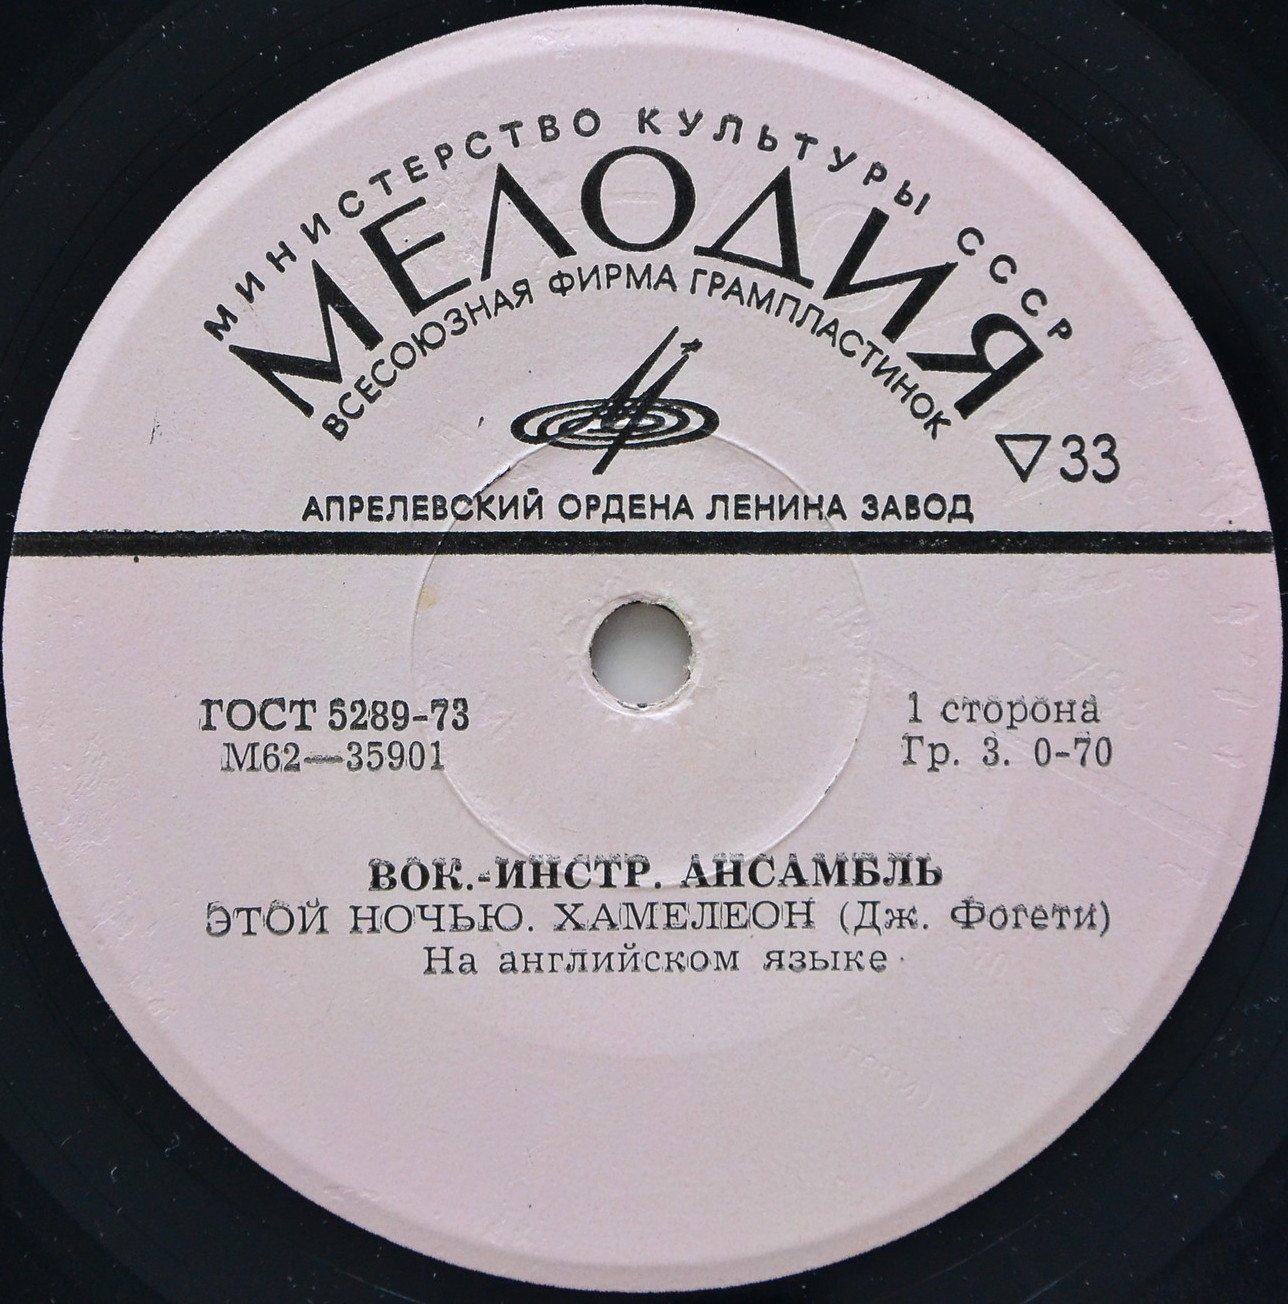 МИНИСТЕРСТВО КУЛЬТУРЫ СССР
МЕЛОДИЯ
ВСЕСОЮЗНАЯ ФИРМА ГРАМПЛАСТИНОК
33
АПРЕЛЕВСКИЙ ОРДЕНА ЛЕНИНА ЗАВОД
ГОСТ 5289-73
М62—35901
1 сторона
Гр. 3. 0-70
ВОК.-ИНСТР. АНСАМБЛЬ
ЭТОЙ НОЧЬЮ. ХАМЕЛЕОН (Дж. Фогети)
На английском языке